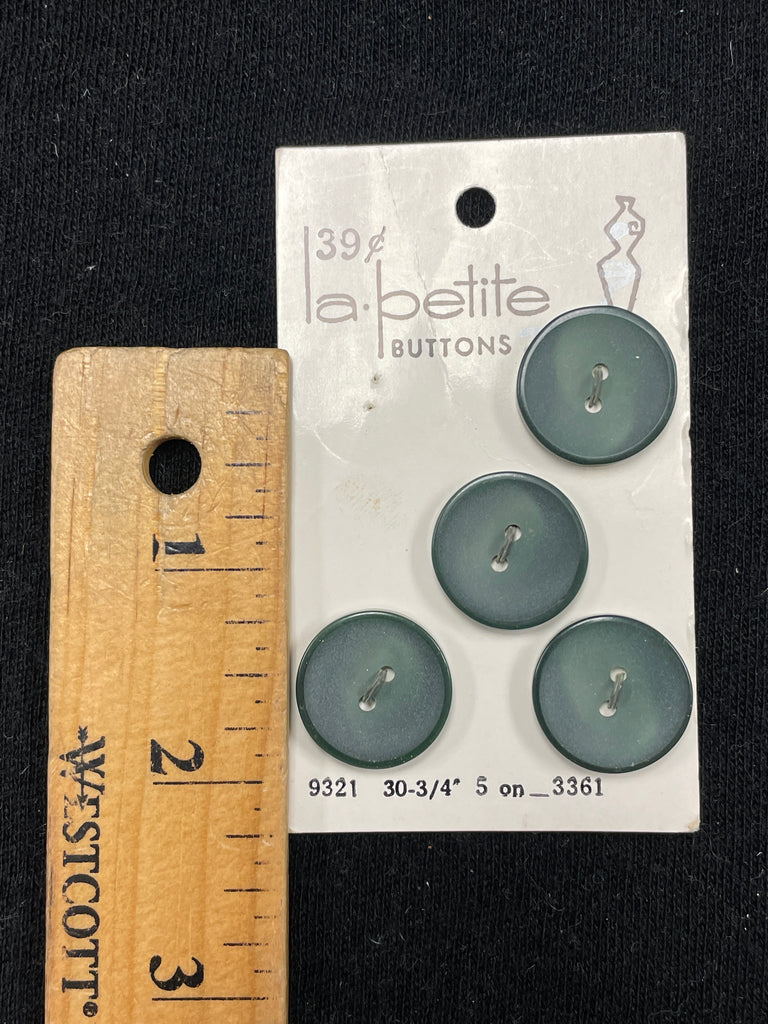 39¢
la·petite
BUTTONS
9321 30-3/4" 5 on _ 3361
1
2
3
WESTCOTT®